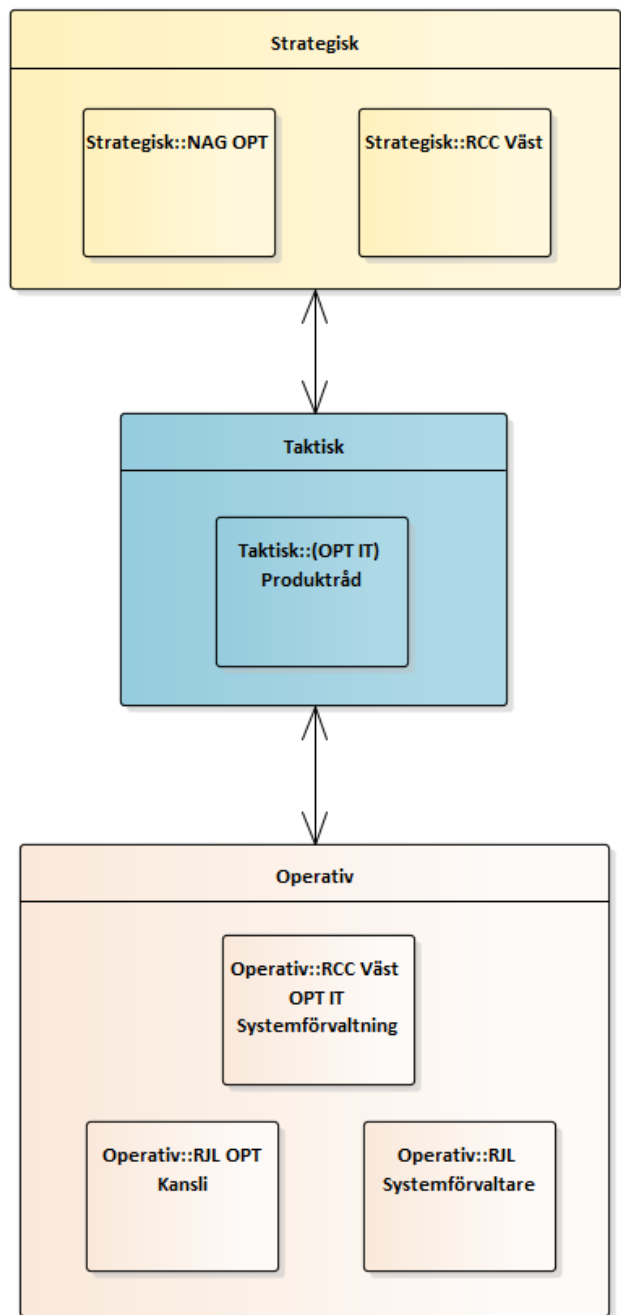 Strategisk
Strategisk::NAG OPT
Strategisk::RCC Väst
Taktisk
Taktisk::(OPT IT)
Produktråd
Operativ
Operativ::RCC Väst
OPT IT
Systemförvaltning
Operativ::RJL OPT
Kansli
Operativ::RJL
Systemförvaltare